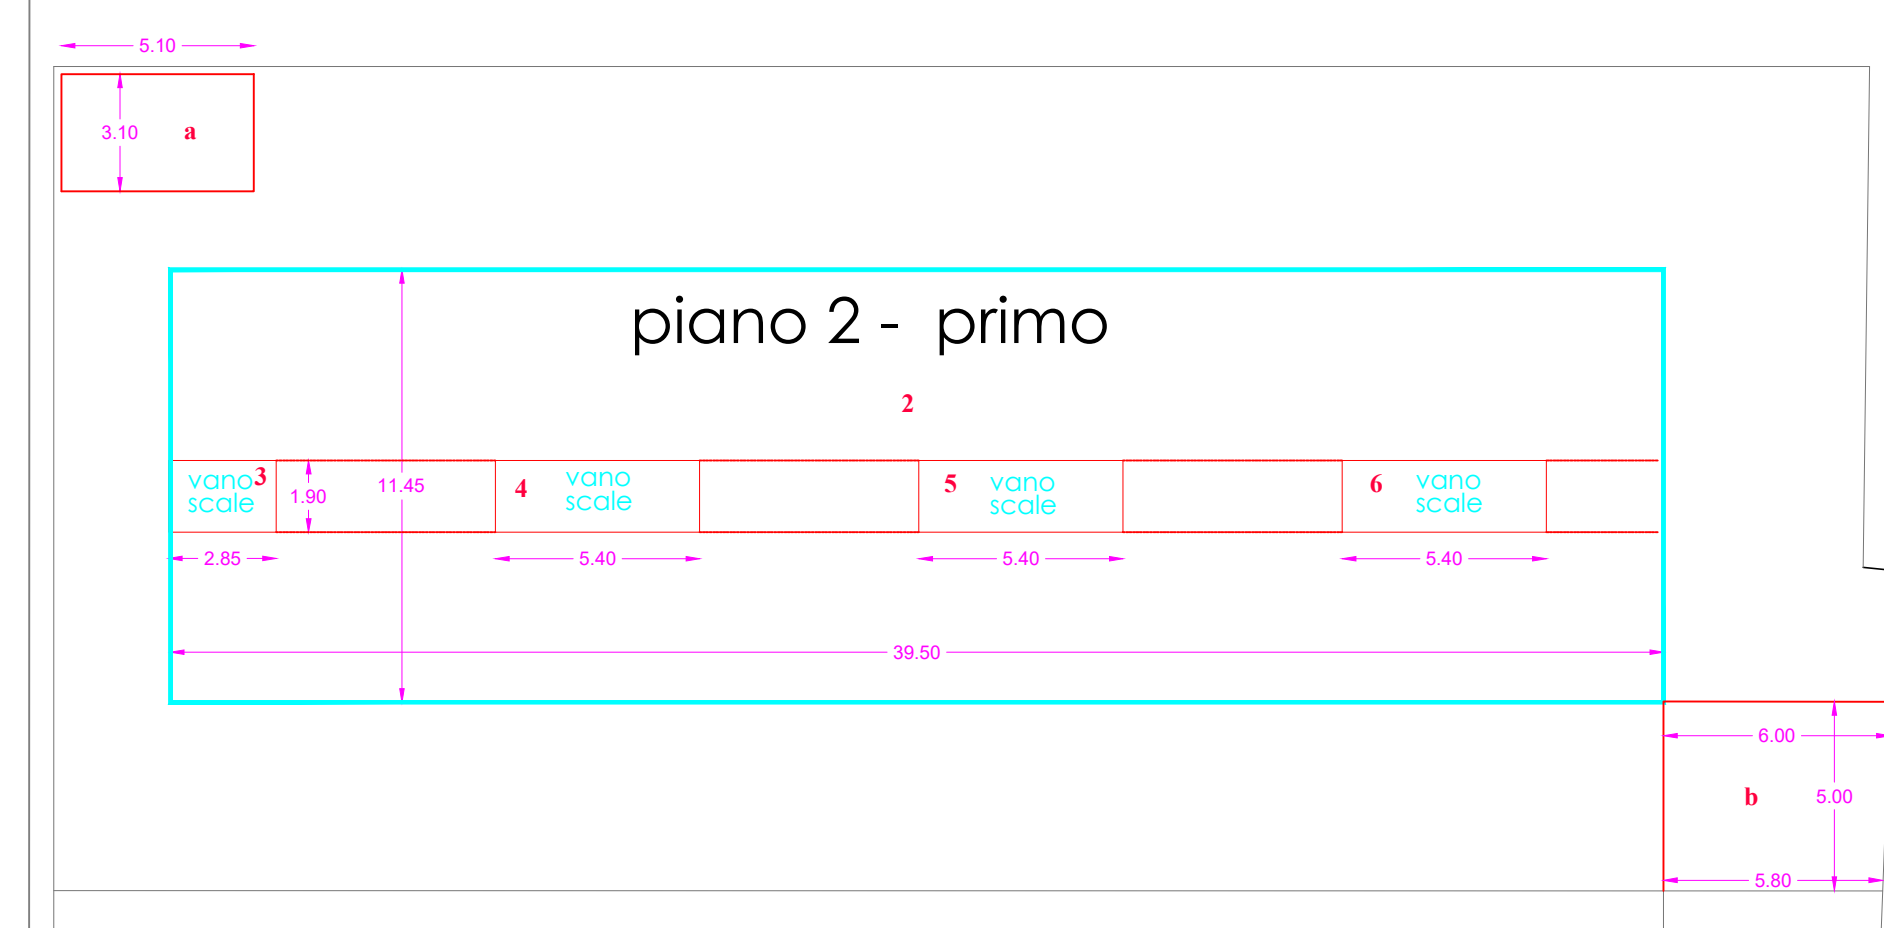 5.10
3.10 a
piano 2 - primo
2
vano
scale
3
1.90
11.45
4
vano
scale
5
vano
scale
6
vano
scale
2.85
5.40
5.40
5.40
39.50
6.00
b
5.00
5.80